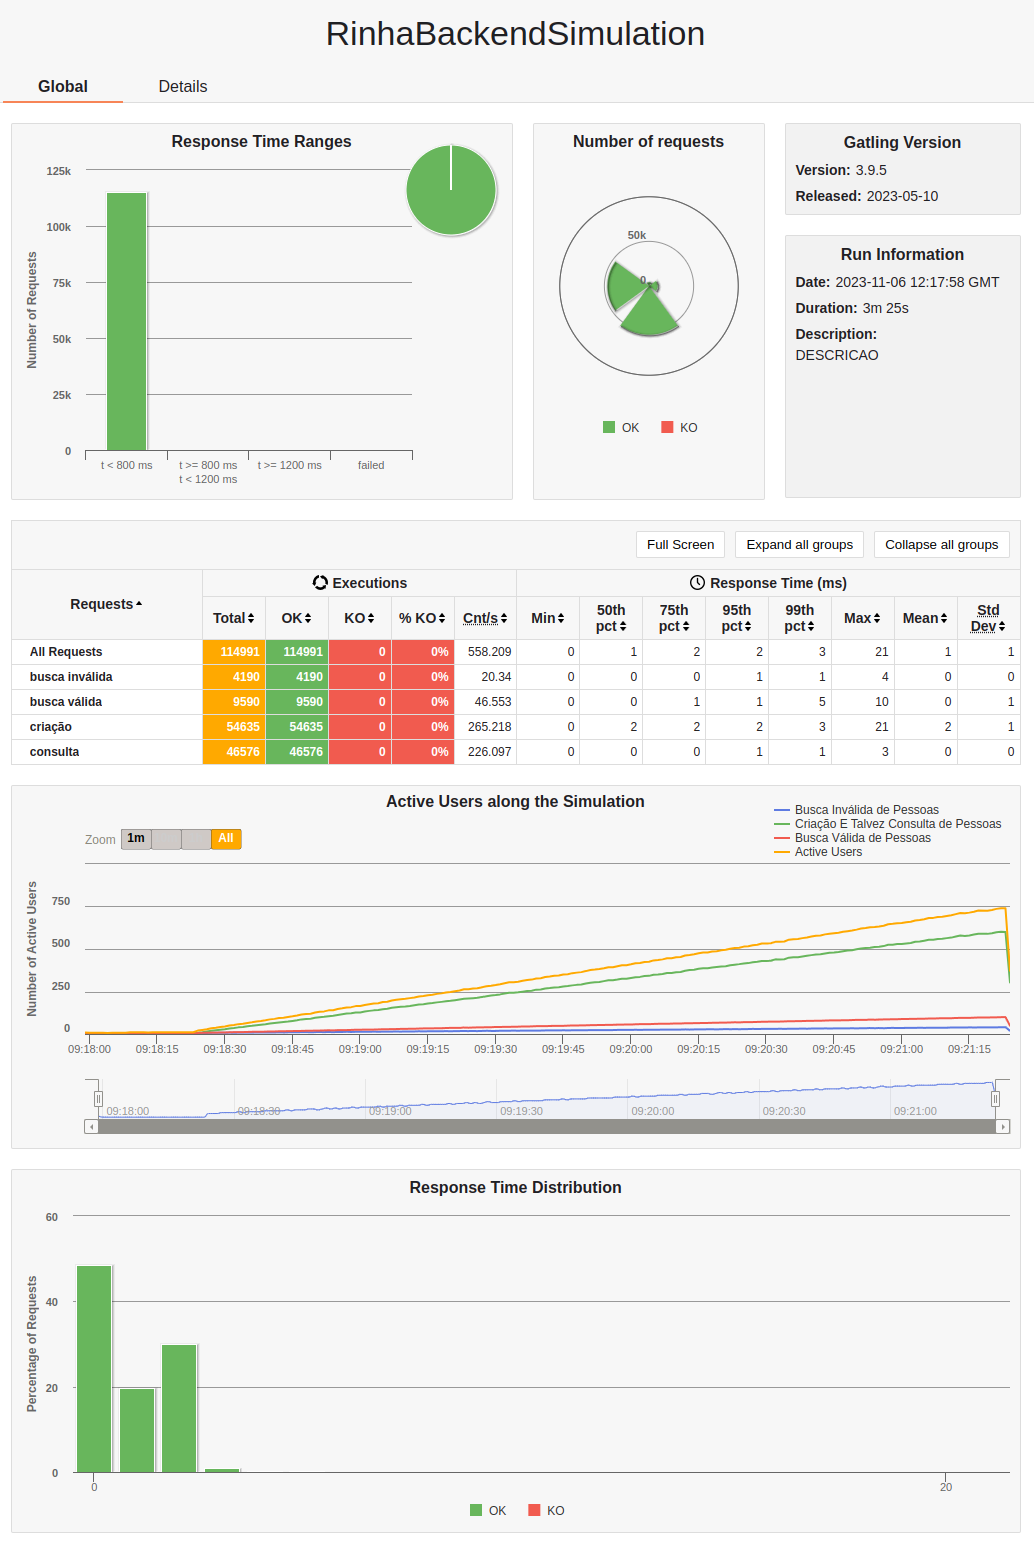 RinhaBackendSimulation
Global Details
Response Time Ranges
Number of Requests
125k
100k
75k
50k
25k
0
t < 800 ms
t >= 800 ms
t < 1200 ms
t >= 1200 ms
failed
Number of requests
50k
0
OK KO
Gatling Version
Version: 3.9.5
Released: 2023-05-10
Run Information
Date: 2023-11-06 12:17:58 GMT
Duration: 3m 25s
Description:
DESCRICAO
Full Screen Expand all groups Collapse all groups
Requests Executions Response Time (ms)
Total OK KO % KO Cnt/s Min 50th pct 75th pct 95th pct 99th pct Max Mean Std Dev
All Requests 114991 114991 0 0% 558.209 0 1 2 2 3 21 1 1
busca inválida 4190 4190 0 0% 20.34 0 0 0 1 1 4 0 0
busca válida 9590 9590 0 0% 46.553 0 0 1 1 5 10 0 1
criação 54635 54635 0 0% 265.218 0 2 2 2 3 21 2 1
consulta 46576 46576 0 0% 226.097 0 0 0 1 1 3 0 0
Active Users along the Simulation
Zoom 1m All
Busca Inválida de Pessoas
Criação E Talvez Consulta de Pessoas
Busca Válida de Pessoas
Active Users
Number of Active Users
750
500
250
0
09:18:00 09:18:15 09:18:30 09:18:45 09:19:00 09:19:15 09:19:30 09:19:45 09:20:00 09:20:15 09:20:30 09:20:45 09:21:00 09:21:15
09:18:00 09:18:30 09:19:00 09:19:30 09:20:00 09:20:30 09:21:00
Response Time Distribution
Percentage of Requests
60
40
20
0
0 20
OK KO